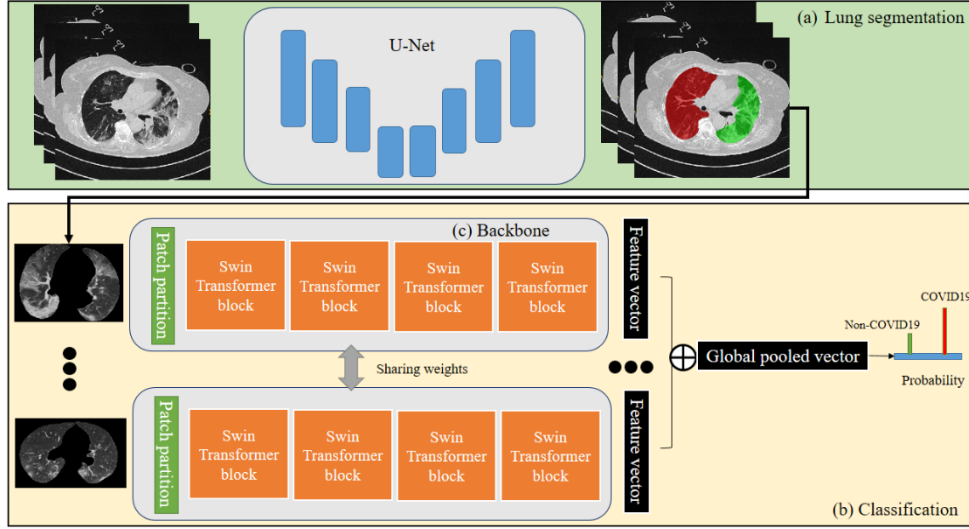 (a) Lung segmentation
U-Net
(c) Backbone
Patch partition
Swin
Transformer
block
Swin
Transformer
block
Swin
Transformer
block
Swin
Transformer
block
Feature vector
Sharing weights
Patch partition
Swin
Transformer
block
Swin
Transformer
block
Swin
Transformer
block
Swin
Transformer
block
Feature vector
Global pooled vector
COVID19
Non-COVID19
Probability
(b) Classification